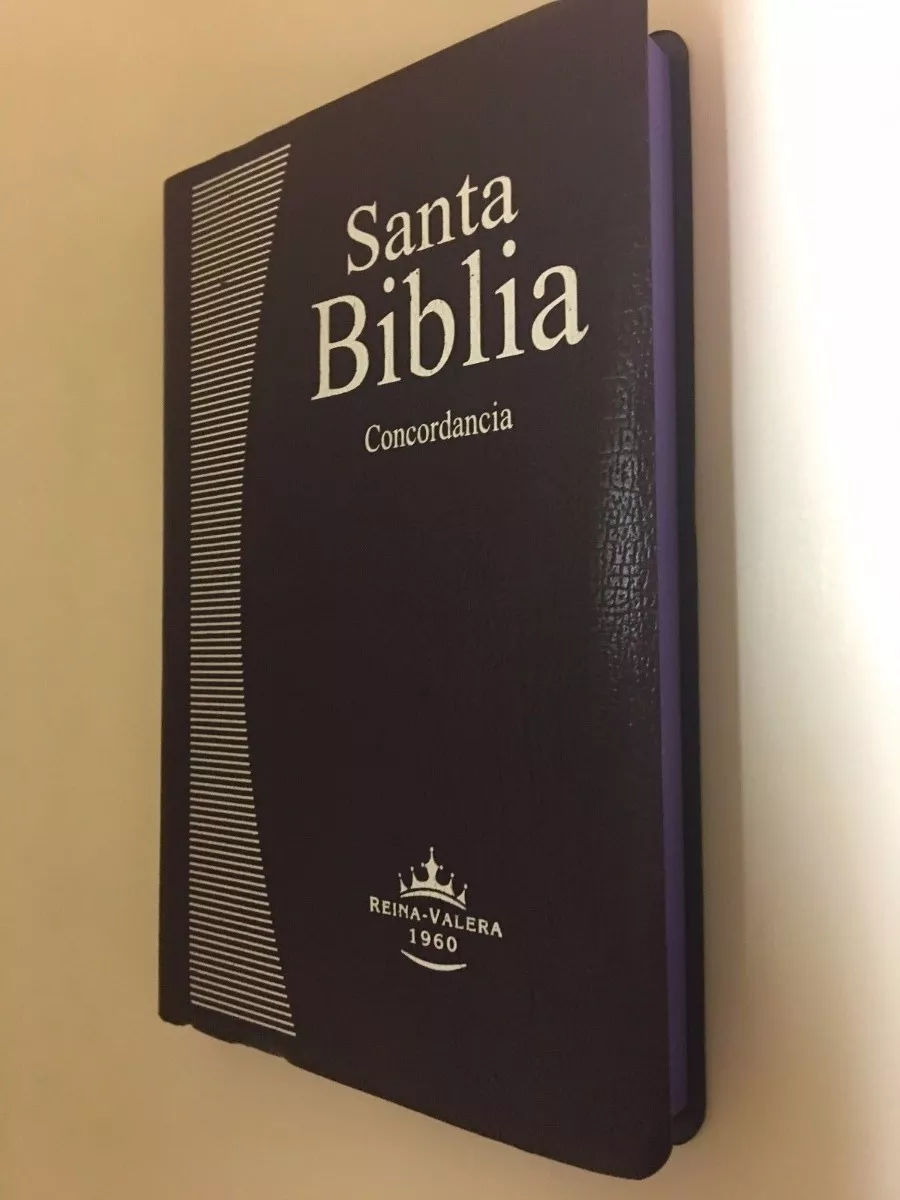 Santa
Biblia
Concordancia
REINA-VALERA
1960